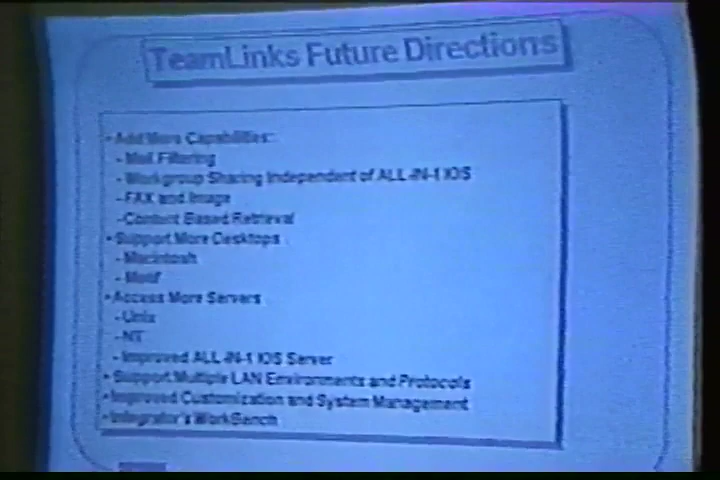 TeamLinks Future Directions
• Add More Capabilities:
- Mail Filtering
- Workgroup Sharing Independent of ALL-IN-1 IOS
- FAX and Image
- Content Based Retrieval
• Support More Desktops
- Macintosh
- Motif
• Access More Servers
- Unix
- NT
- Improved ALL-IN-1 IOS Server
• Support Multiple LAN Environments and Protocols
• Improved Customization and System Management
• Integrator's WorkBench